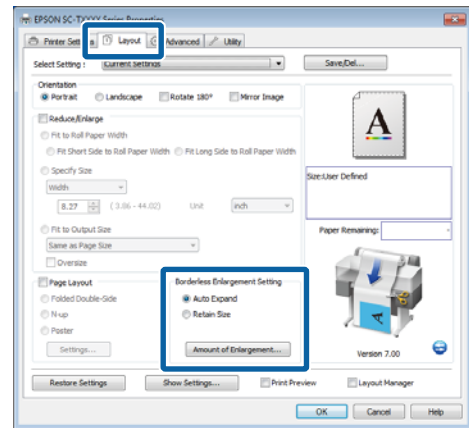 EPSON SC-TXXXX Series Properties
Printer Settings Layout Advanced Utility
Select Setting : Current Settings Save/Del...
Orientation
Portrait Landscape Rotate 180° Mirror Image
Reduce/Enlarge
Fit to Roll Paper Width
Fit Short Side to Roll Paper Width Fit Long Side to Roll Paper Width
Specify Size
Width
8.27 ( 3.86 - 44.02) Unit inch
Fit to Output Size
Same as Page Size
Oversize
A
Size:User Defined
Paper Remaining:
Page Layout
Folded Double-Side
N-up
Poster
Settings...
Borderless Enlargement Setting
Auto Expand
Retain Size
Amount of Enlargement...
Version 7.00
Restore Settings Show Settings... Print Preview Layout Manager
OK Cancel Help